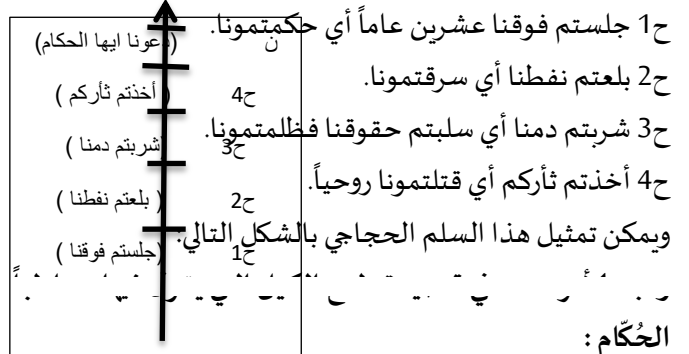 ح1 جلستم فوقنا عشرين عاماً أي حكمتمونا.
ح2 بلعتم نفطنا أي سرقتمونا.
ح3 شربتم دمنا أي سلبتم حقوقنا فظلمتمونا.
ح4 أخذتم ثأركم أي قتلتمونا روحياً.
ويمكن تمثيل هذا السلم الحجاجي بالشكل التالي:
الحُكّام :
ن (دعونا ايها الحكام)
ح4 ( أخذتم ثأركم )
ح3 (شربتم دمنا )
ح2 ( بلعتم نفطنا )
ح1 (جلستم فوقنا )